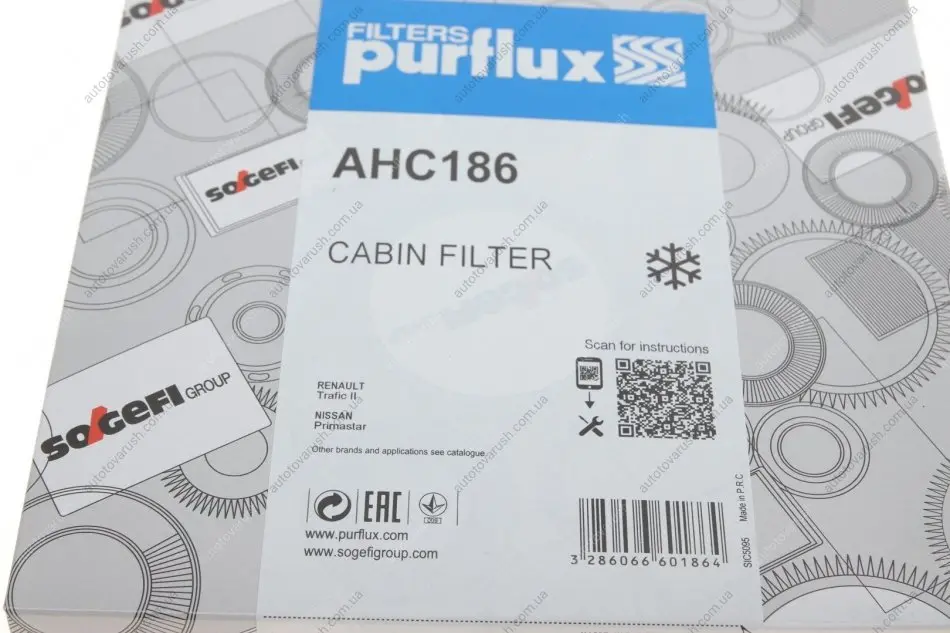 FILTERS
purflux
AHC186
CABIN FILTER
SOGEFI
SOGEFI GROUP
SOGEFI GROUP
Scan for instructions
RENAULT
Trafic II
NISSAN
Primastar
Other brands and applications see catalogue.
EAC
www.purflux.com
www.sogefigroup.com
3 286066 601864
SIC5095 Made in P.R.C
autotovarush.com.ua